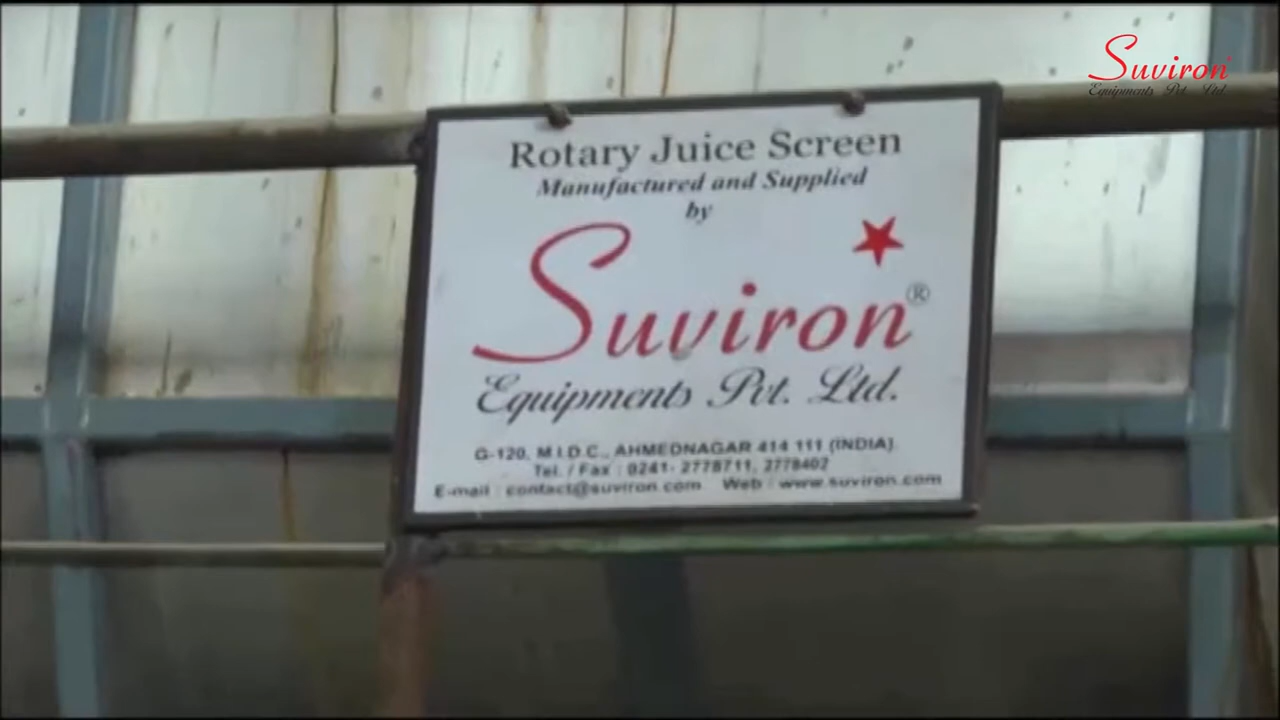 Suviron®
Equipments Pvt. Ltd.
Rotary Juice Screen
Manufactured and Supplied
by
Suviron®
Equipments Pvt. Ltd.
G-120, M.I.D.C., AHMEDNAGAR 414 111 (INDIA)
Tel. / Fax : 0241- 2778711, 2778402
E-mail : contact@suviron.com Web : www.suviron.com